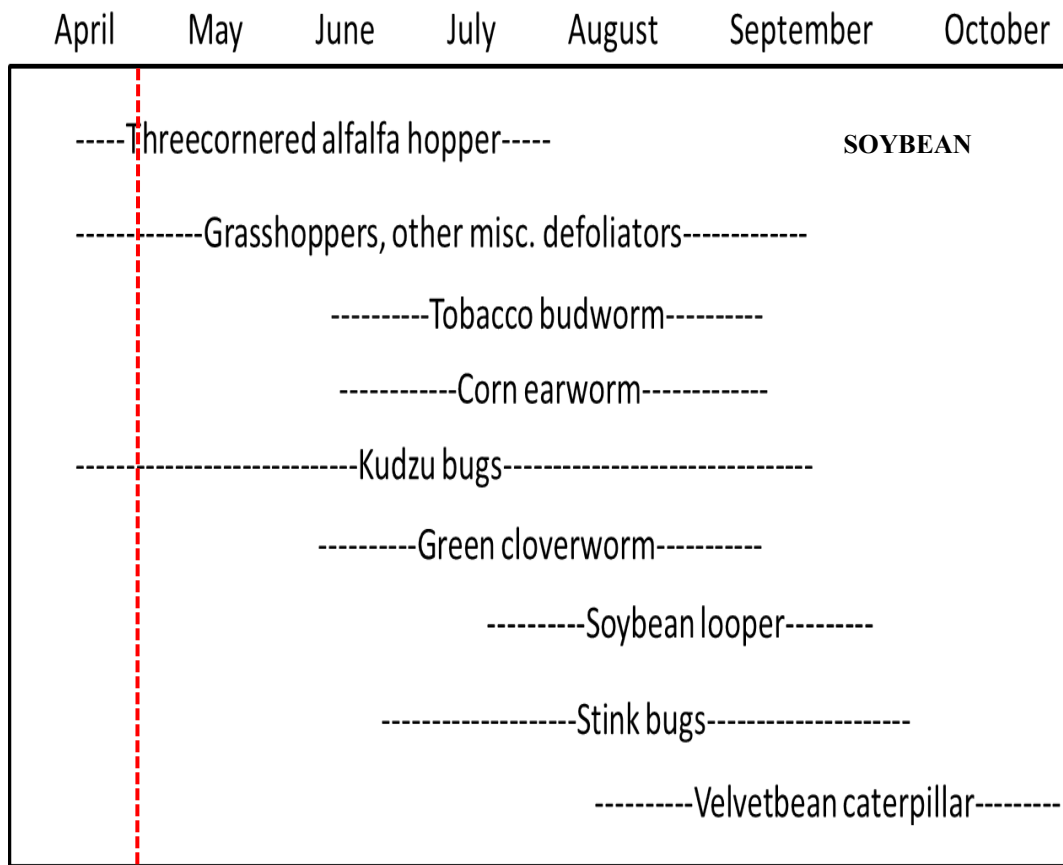 April May June July August September October
-----Threecornered alfalfa hopper----- SOYBEAN
-------------Grasshoppers, other misc. defoliators-------------
----------Tobacco budworm----------
------------Corn earworm-------------
-----------------------------Kudzu bugs--------------------------------
----------Green cloverworm-----------
----------Soybean looper---------
--------------------Stink bugs---------------------
----------Velvetbean caterpillar---------